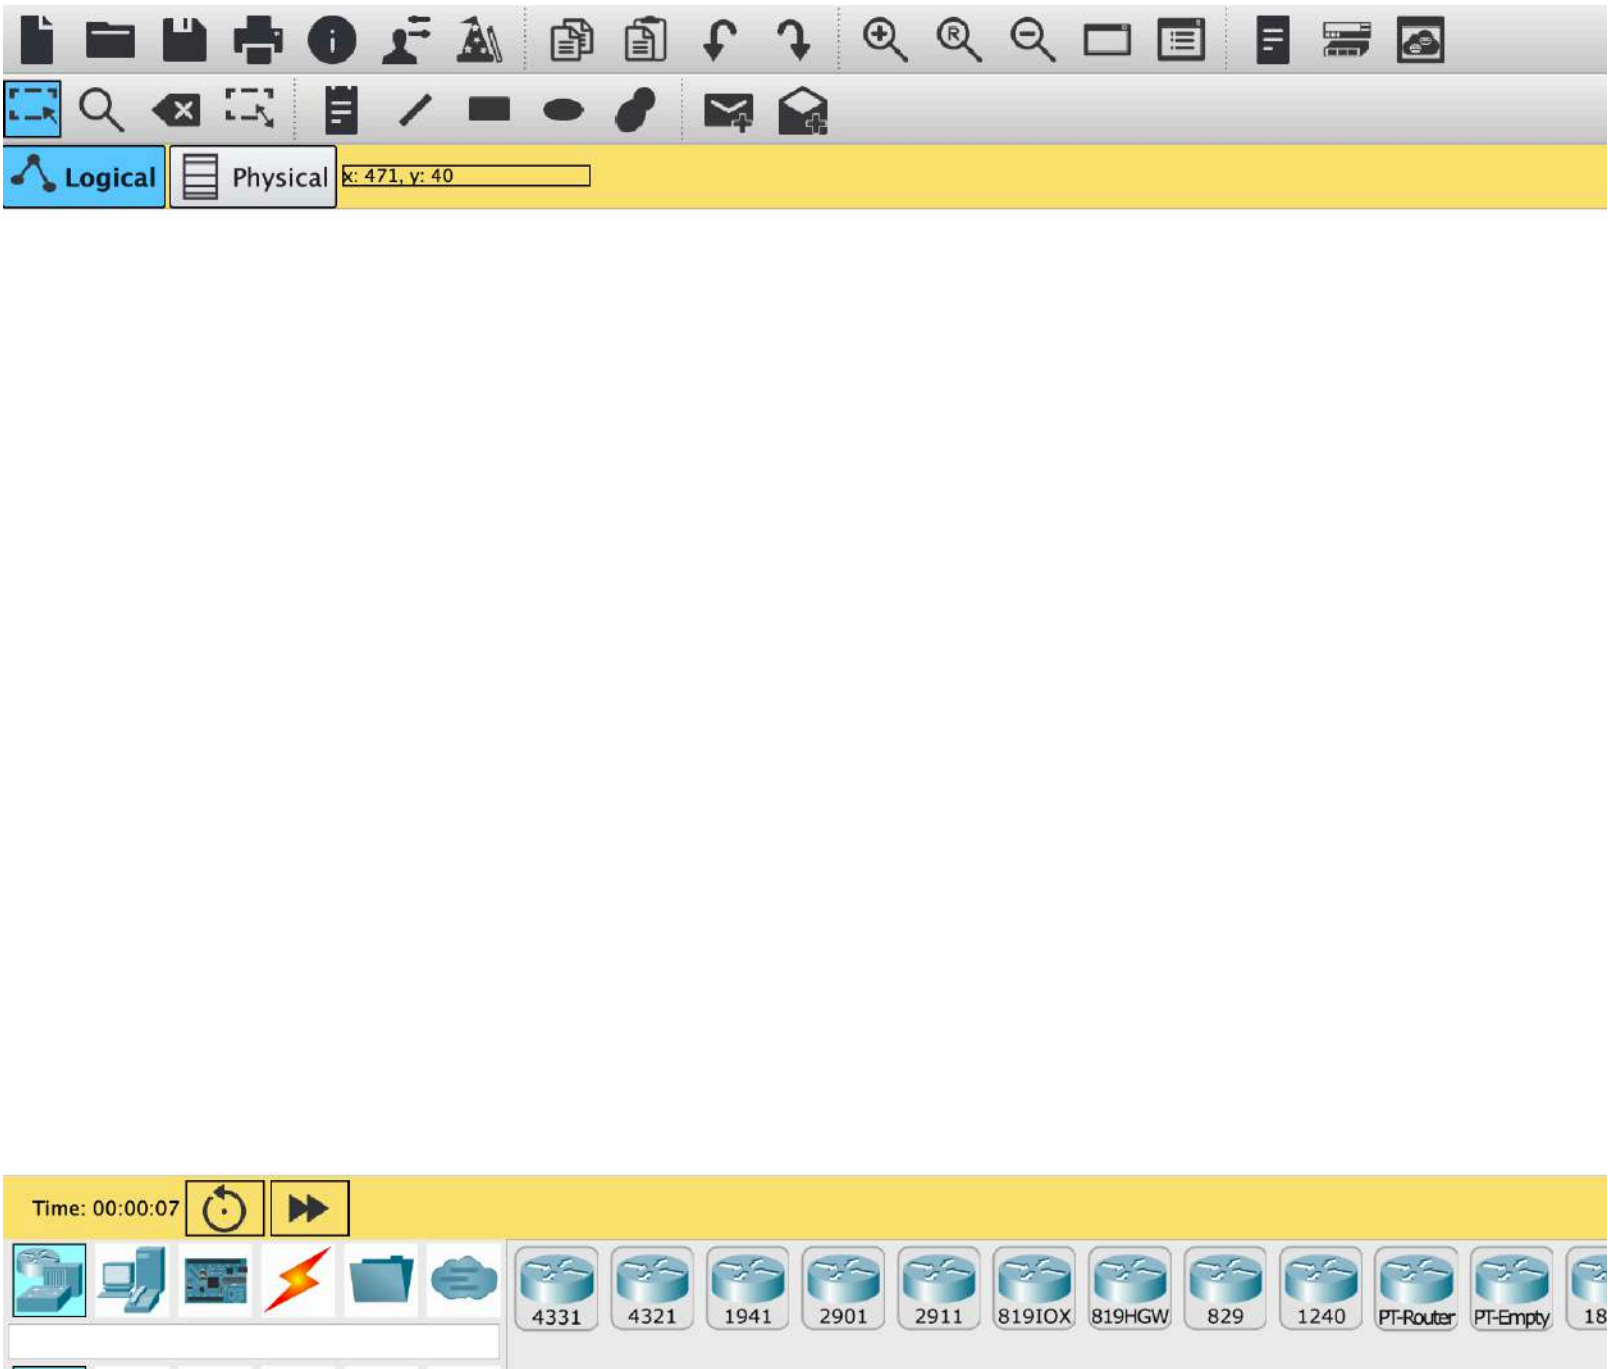 Logical
Physical
x: 471, y: 40
Time: 00:00:07
4331
4321
1941
2901
2911
819IOX
819HGW
829
1240
PT-Router
PT-Empty
18